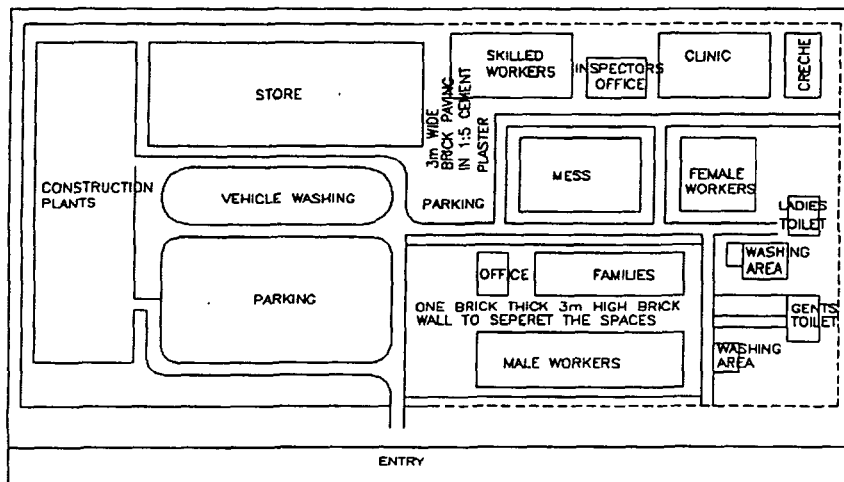 SKILLED
WORKERS
INSPECTORS
OFFICE
CLINIC
CRECHE
STORE
3m WIDE
BRICK PAVING
IN 1:5 CEMENT
PLASTER
CONSTRUCTION
PLANTS
VEHICLE WASHING
PARKING
MESS
FEMALE
WORKERS
LADIES
TOILET
WASHING
AREA
OFFICE
FAMILIES
PARKING
ONE BRICK THICK 3m HIGH BRICK
WALL TO SEPERET THE SPACES
GENTS
TOILET
MALE WORKERS
WASHING
AREA
ENTRY